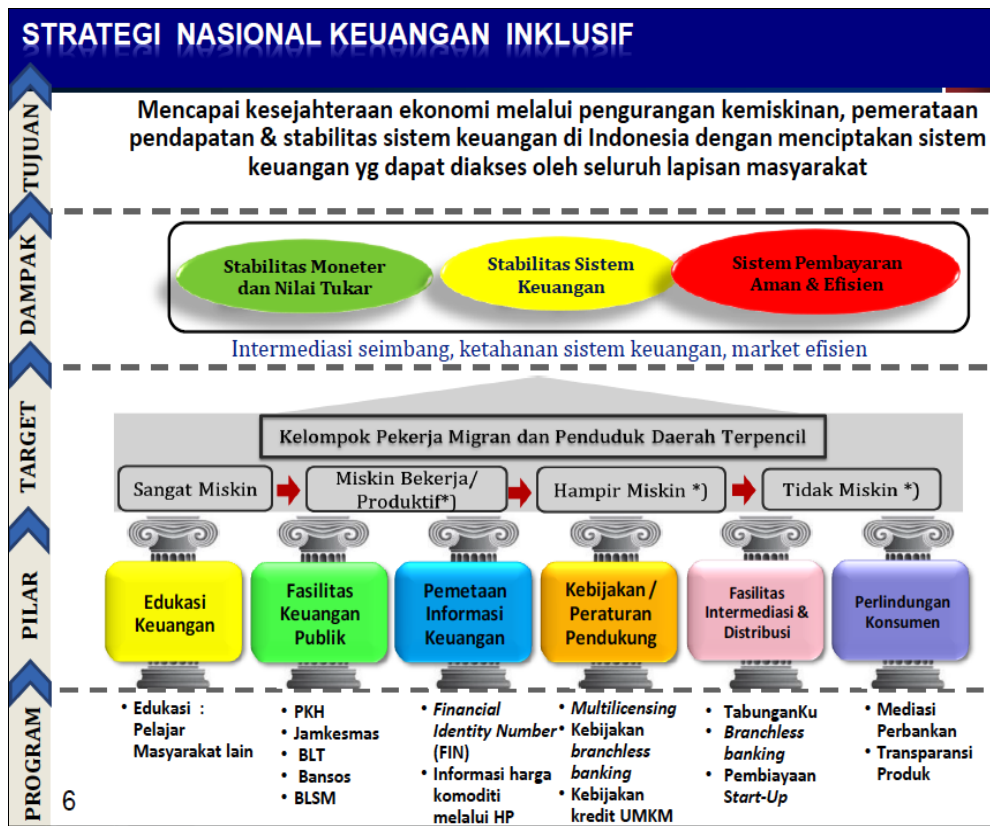 STRATEGI NASIONAL KEUANGAN INKLUSIF
TUJUAN
Mencapai kesejahteraan ekonomi melalui pengurangan kemiskinan, pemerataan
pendapatan & stabilitas sistem keuangan di Indonesia dengan menciptakan sistem
keuangan yg dapat diakses oleh seluruh lapisan masyarakat
DAMPAK
Stabilitas Moneter
dan Nilai Tukar
Stabilitas Sistem
Keuangan
Sistem Pembayaran
Aman & Efisien
Intermediasi seimbang, ketahanan sistem keuangan, market efisien
TARGET
Kelompok Pekerja Migran dan Penduduk Daerah Terpencil
Sangat Miskin
Miskin Bekerja/
Produktif*)
Hampir Miskin *)
Tidak Miskin *)
PILAR
Edukasi
Keuangan
Fasilitas
Keuangan
Publik
Pemetaan
Informasi
Keuangan
Kebijakan /
Peraturan
Pendukung
Fasilitas
Intermediasi &
Distribusi
Perlindungan
Konsumen
PROGRAM
• Edukasi :
Pelajar
Masyarakat lain
• PKH
• Jamkesmas
• BLT
• Bansos
• BLSM
• Financial
Identity Number
(FIN)
• Informasi harga
komoditi
melalui HP
• Multilicensing
• Kebijakan
branchless
banking
• Kebijakan
kredit UMKM
• TabunganKu
• Branchless
banking
• Pembiayaan
Start-Up
• Mediasi
Perbankan
• Transparansi
Produk
6